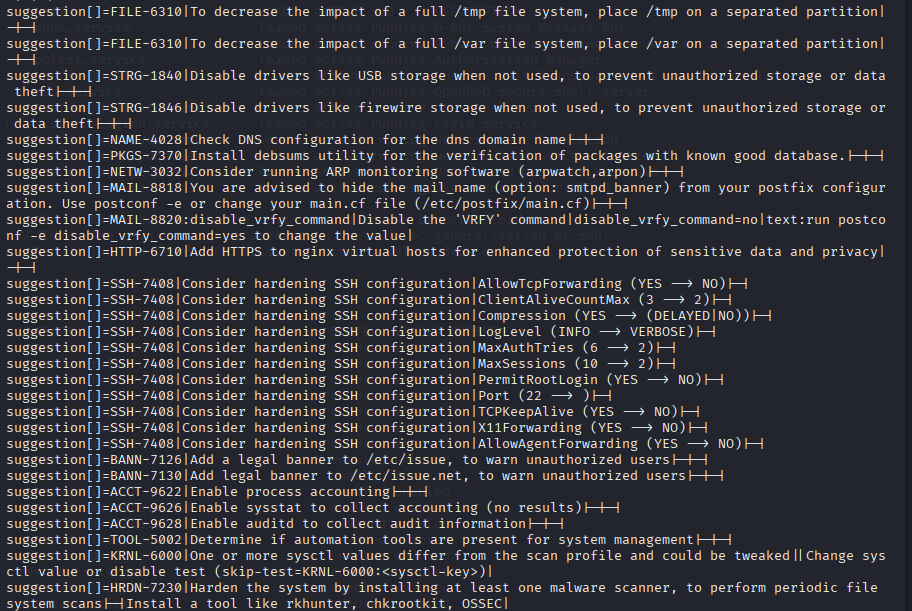 suggestion[]=FILE-6310|To decrease the impact of a full /tmp file system, place /tmp on a separated partition|
-|-|
suggestion[]=FILE-6310|To decrease the impact of a full /var file system, place /var on a separated partition|
-|-|
suggestion[]=STRG-1840|Disable drivers like USB storage when not used, to prevent unauthorized storage or data
theft|-|-|
suggestion[]=STRG-1846|Disable drivers like firewire storage when not used, to prevent unauthorized storage or
data theft|-|-|
suggestion[]=NAME-4028|Check DNS configuration for the dns domain name|-|-|
suggestion[]=PKGS-7370|Install debsums utility for the verification of packages with known good database.|-|-|
suggestion[]=NETW-3032|Consider running ARP monitoring software (arpwatch,arpon)|-|-|
suggestion[]=MAIL-8818|You are advised to hide the mail_name (option: smtpd_banner) from your postfix configur
ation. Use postconf -e or change your main.cf file (/etc/postfix/main.cf)|-|-|
suggestion[]=MAIL-8820:disable_vrfy_command|Disable the 'VRFY' command|disable_vrfy_command=no|text:run postco
nf -e disable_vrfy_command=yes to change the value|
suggestion[]=HTTP-6710|Add HTTPS to nginx virtual hosts for enhanced protection of sensitive data and privacy|
-|-|
suggestion[]=SSH-7408|Consider hardening SSH configuration|AllowTcpForwarding (YES --> NO)|-|
suggestion[]=SSH-7408|Consider hardening SSH configuration|ClientAliveCountMax (3 --> 2)|-|
suggestion[]=SSH-7408|Consider hardening SSH configuration|Compression (YES --> (DELAYED|NO))|-|
suggestion[]=SSH-7408|Consider hardening SSH configuration|LogLevel (INFO --> VERBOSE)|-|
suggestion[]=SSH-7408|Consider hardening SSH configuration|MaxAuthTries (6 --> 2)|-|
suggestion[]=SSH-7408|Consider hardening SSH configuration|MaxSessions (10 --> 2)|-|
suggestion[]=SSH-7408|Consider hardening SSH configuration|PermitRootLogin (YES --> NO)|-|
suggestion[]=SSH-7408|Consider hardening SSH configuration|Port (22 --> )|-|
suggestion[]=SSH-7408|Consider hardening SSH configuration|TCPKeepAlive (YES --> NO)|-|
suggestion[]=SSH-7408|Consider hardening SSH configuration|X11Forwarding (YES --> NO)|-|
suggestion[]=SSH-7408|Consider hardening SSH configuration|AllowAgentForwarding (YES --> NO)|-|
suggestion[]=BANN-7126|Add a legal banner to /etc/issue, to warn unauthorized users|-|-|
suggestion[]=BANN-7130|Add legal banner to /etc/issue.net, to warn unauthorized users|-|-|
suggestion[]=ACCT-9622|Enable process accounting|-|-|
suggestion[]=ACCT-9626|Enable sysstat to collect accounting (no results)|-|-|
suggestion[]=ACCT-9628|Enable auditd to collect audit information|-|-|
suggestion[]=TOOL-5002|Determine if automation tools are present for system management|-|-|
suggestion[]=KRNL-6000|One or more sysctl values differ from the scan profile and could be tweaked||Change sys
ctl value or disable test (skip-test=KRNL-6000:<sysctl-key>)|
suggestion[]=HRDN-7230|Harden the system by installing at least one malware scanner, to perform periodic file
system scans|-|Install a tool like rkhunter, chkrootkit, OSSEC|